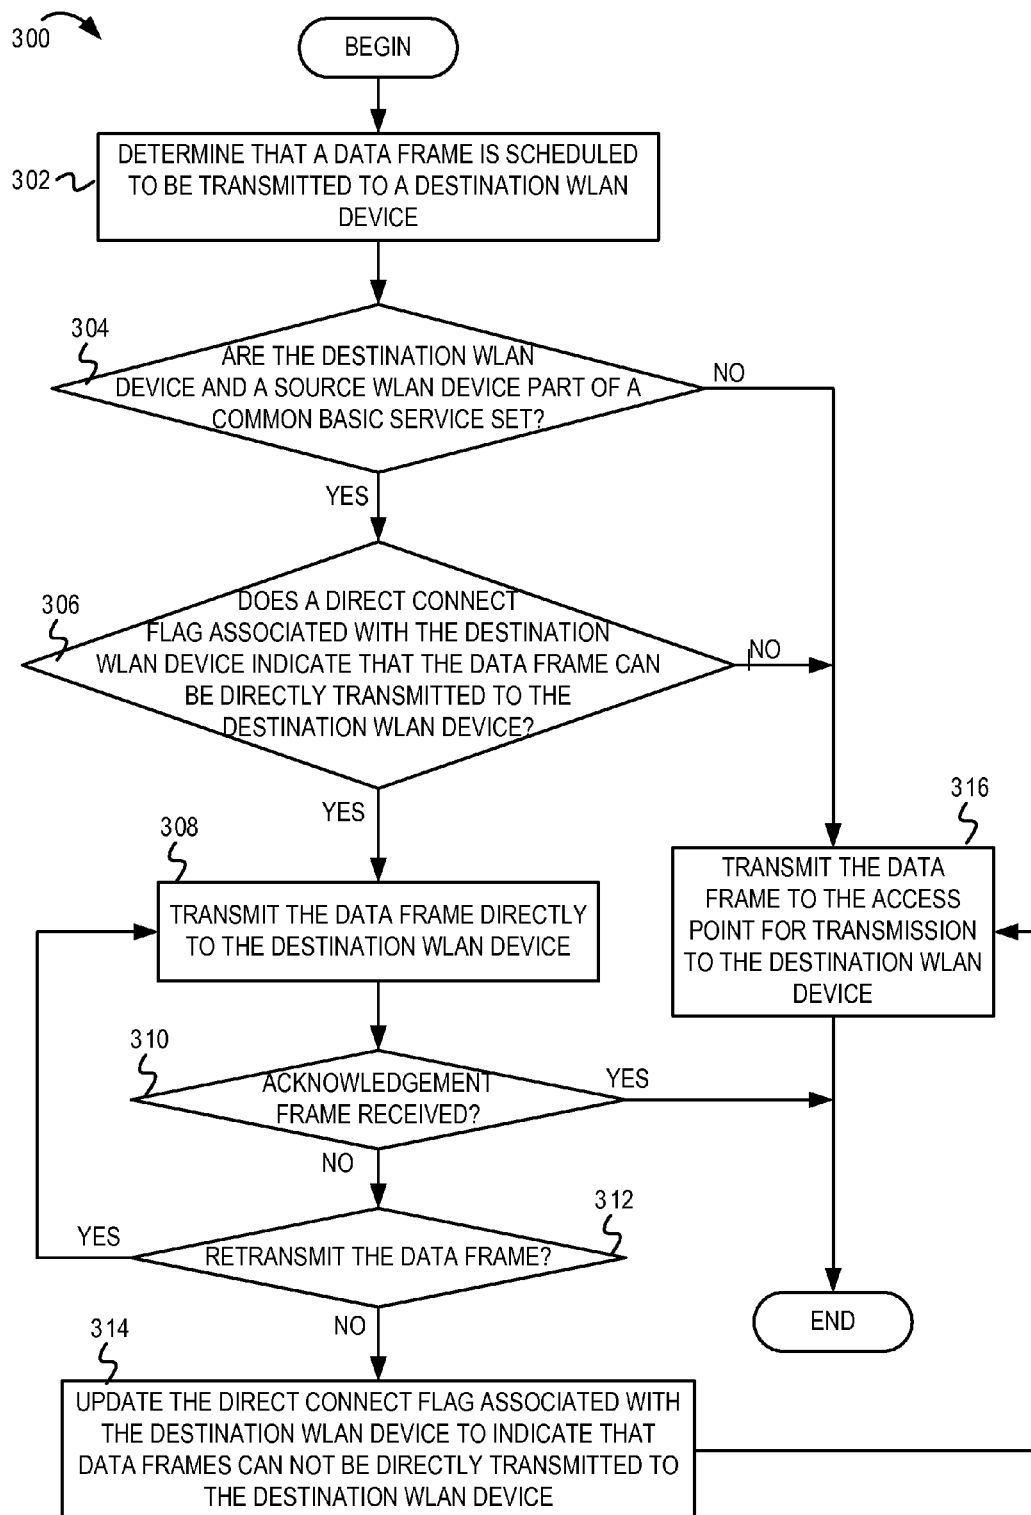 300
BEGIN
302
DETERMINE THAT A DATA FRAME IS SCHEDULED
TO BE TRANSMITTED TO A DESTINATION WLAN
DEVICE
304
ARE THE DESTINATION WLAN
DEVICE AND A SOURCE WLAN DEVICE PART OF A
COMMON BASIC SERVICE SET?
NO
YES
306
DOES A DIRECT CONNECT
FLAG ASSOCIATED WITH THE DESTINATION
WLAN DEVICE INDICATE THAT THE DATA FRAME CAN
BE DIRECTLY TRANSMITTED TO THE
DESTINATION WLAN DEVICE?
NO
YES
308
TRANSMIT THE DATA FRAME DIRECTLY
TO THE DESTINATION WLAN DEVICE
316
TRANSMIT THE DATA
FRAME TO THE ACCESS
POINT FOR TRANSMISSION
TO THE DESTINATION WLAN
DEVICE
310
ACKNOWLEDGEMENT
FRAME RECEIVED?
YES
NO
312
RETRANSMIT THE DATA FRAME?
YES
NO
END
314
UPDATE THE DIRECT CONNECT FLAG ASSOCIATED WITH
THE DESTINATION WLAN DEVICE TO INDICATE THAT
DATA FRAMES CAN NOT BE DIRECTLY TRANSMITTED TO
THE DESTINATION WLAN DEVICE